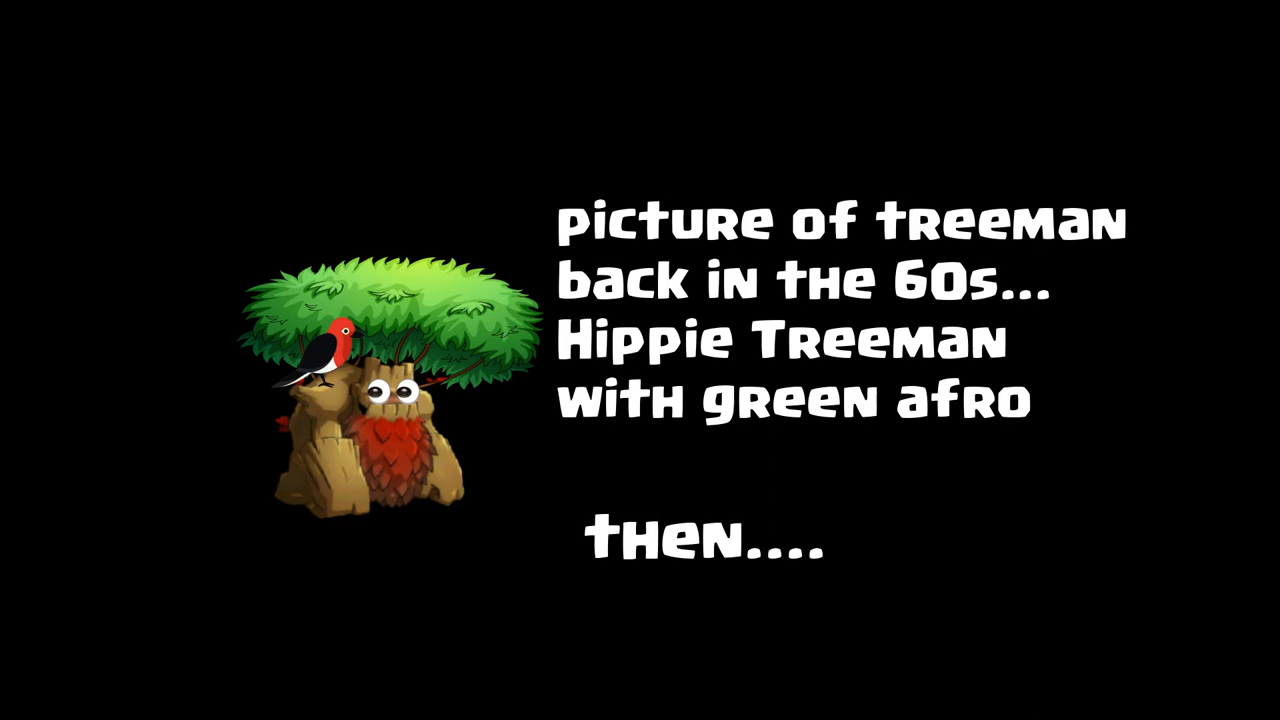 picture of treeman
back in the 60s...
Hippie Treeman
with green afro
then....